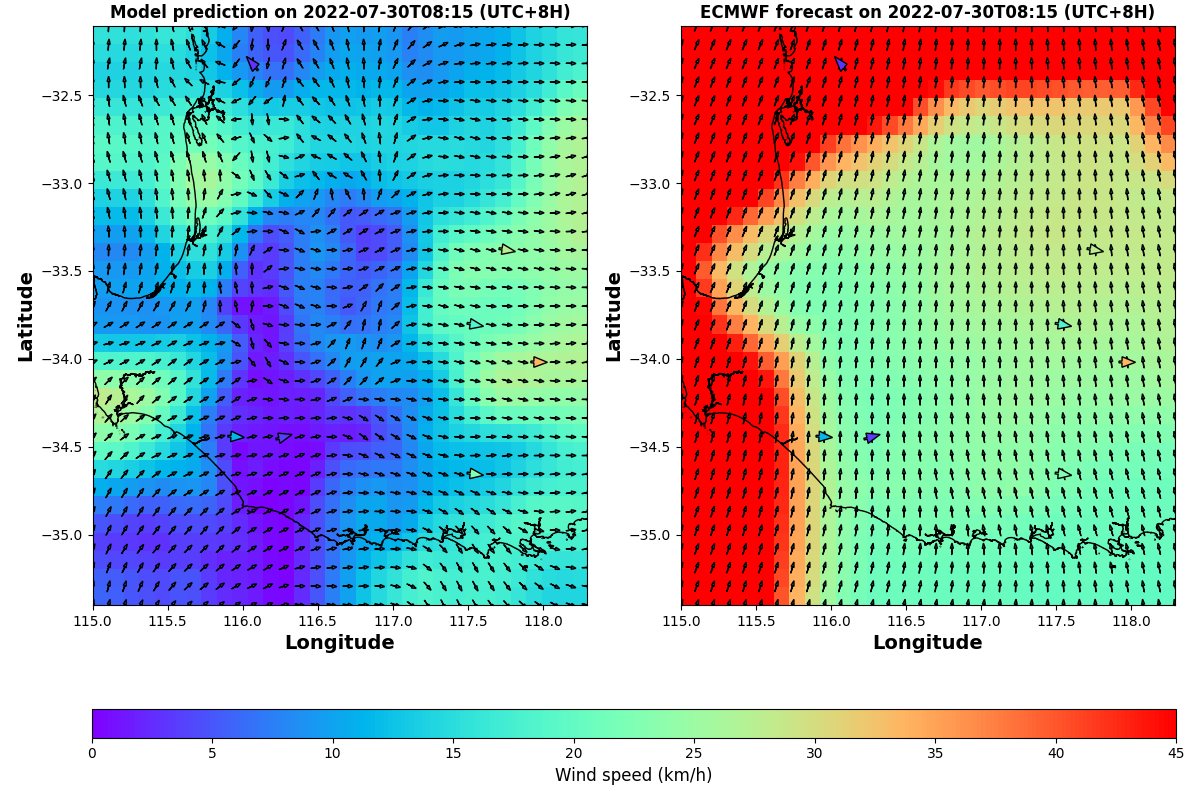 Model prediction on 2022-07-30T08:15 (UTC+8H)
ECMWF forecast on 2022-07-30T08:15 (UTC+8H)
Latitude
−32.5
−33.0
−33.5
−34.0
−34.5
−35.0
115.0 115.5 116.0 116.5 117.0 117.5 118.0
Longitude
Latitude
−32.5
−33.0
−33.5
−34.0
−34.5
−35.0
115.0 115.5 116.0 116.5 117.0 117.5 118.0
Longitude
0 5 10 15 20 25 30 35 40 45
Wind speed (km/h)